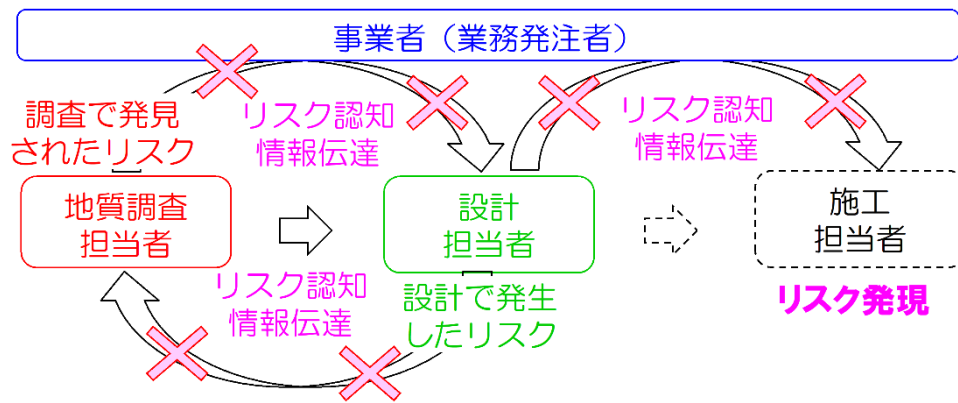 事業者（業務発注者）
調査で発見
されたリスク
リスク認知
情報伝達
リスク認知
情報伝達
地質調査
担当者
設計
担当者
施工
担当者
リスク認知
情報伝達
設計で発生
したリスク
リスク発現